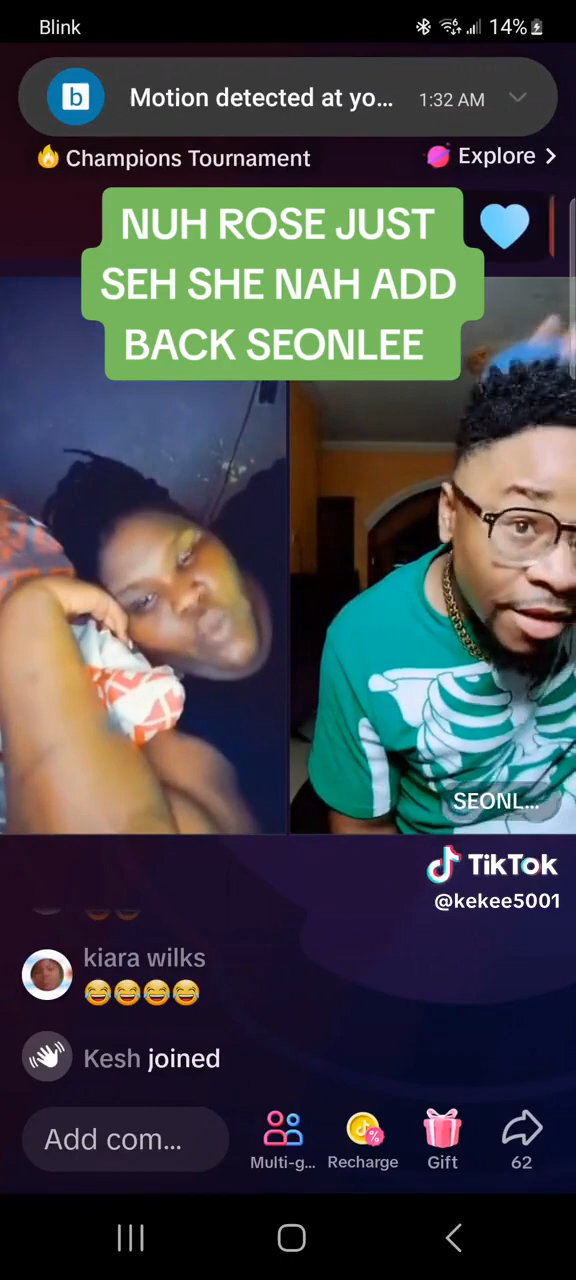 Blink
14%
b
Motion detected at yo...
1:32 AM
Champions Tournament
Explore >
NUH ROSE JUST
SEH SHE NAH ADD
BACK SEONLEE
SEONL...
TikTok
@kekee5001
kiara wilks
😂😂😂😂
Kesh joined
Add com...
Multi-g...
Recharge
Gift
62